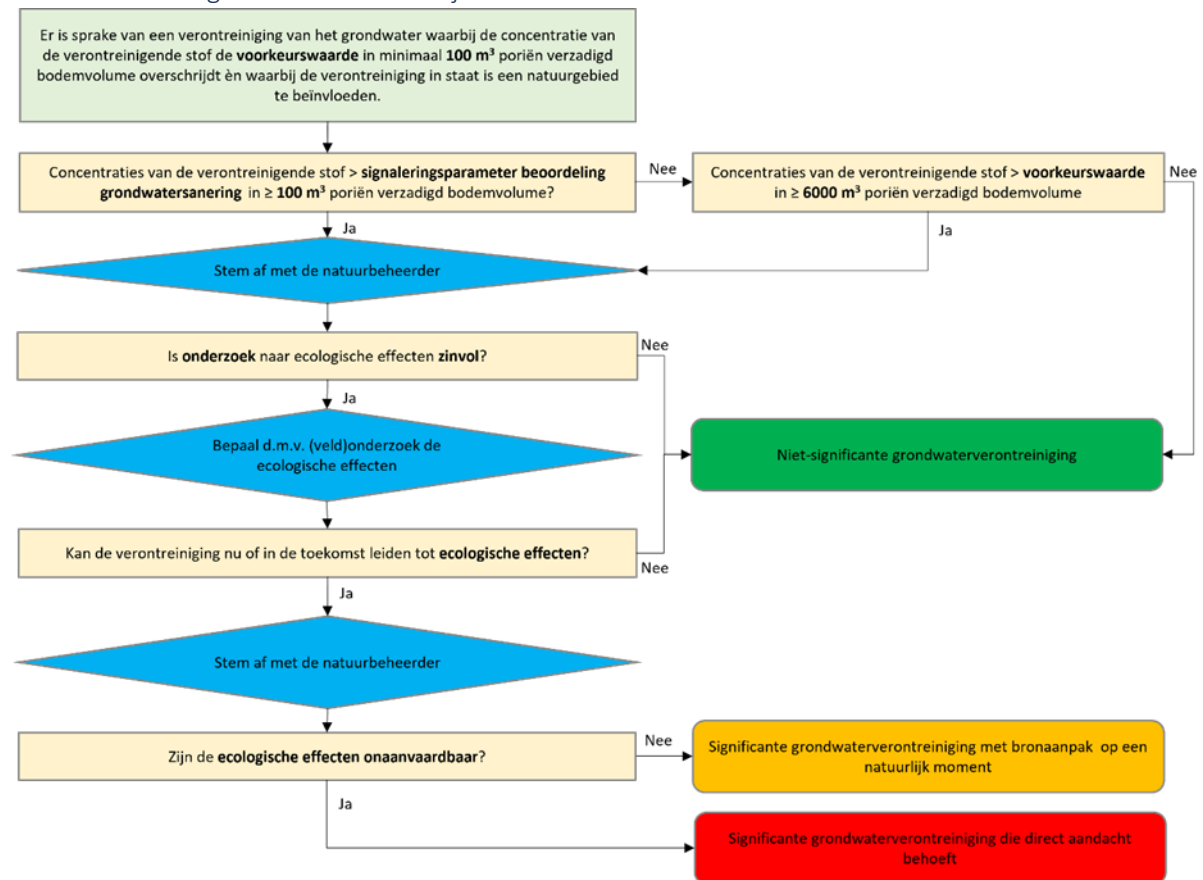 Er is sprake van een verontreiniging van het grondwater waarbij de concentratie van
de verontreinigende stof de voorkeurswaarde in minimaal 100 m³ poriën verzadigd
bodemvolume overschrijdt èn waarbij de verontreiniging in staat is een natuurgebied
te beïnvloeden.
Concentraties van de verontreinigende stof > signaleringsparameter beoordeling
grondwatersanering in ≥ 100 m³ poriën verzadigd bodemvolume?
Nee
Concentraties van de verontreinigende stof > voorkeurswaarde
in ≥ 6000 m³ poriën verzadigd bodemvolume
Nee
Ja
Ja
Stem af met de natuurbeheerder
Is onderzoek naar ecologische effecten zinvol?
Nee
Ja
Bepaal d.m.v. (veld)onderzoek de
ecologische effecten
Niet-significante grondwaterverontreiniging
Kan de verontreiniging nu of in de toekomst leiden tot ecologische effecten?
Nee
Ja
Stem af met de natuurbeheerder
Zijn de ecologische effecten onaanvaardbaar?
Nee
Significante grondwaterverontreiniging met bronaanpak op een
natuurlijk moment
Ja
Significante grondwaterverontreiniging die direct aandacht
behoeft